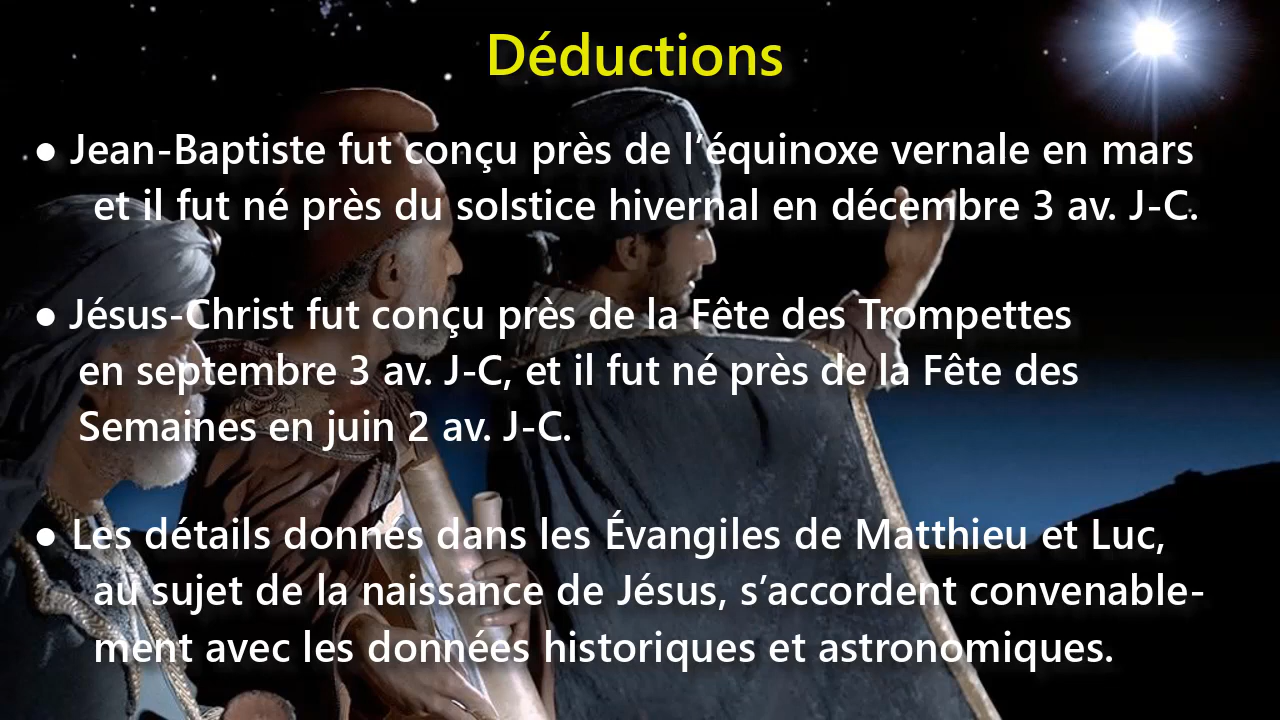 Déductions
● Jean-Baptiste fut conçu près de l’équinoxe vernale en mars
et il fut né près du solstice hivernal en décembre 3 av. J-C.
● Jésus-Christ fut conçu près de la Fête des Trompettes
en septembre 3 av. J-C, et il fut né près de la Fête des
Semaines en juin 2 av. J-C.
● Les détails donnés dans les Évangiles de Matthieu et Luc,
au sujet de la naissance de Jésus, s’accordent convenable-
ment avec les données historiques et astronomiques.